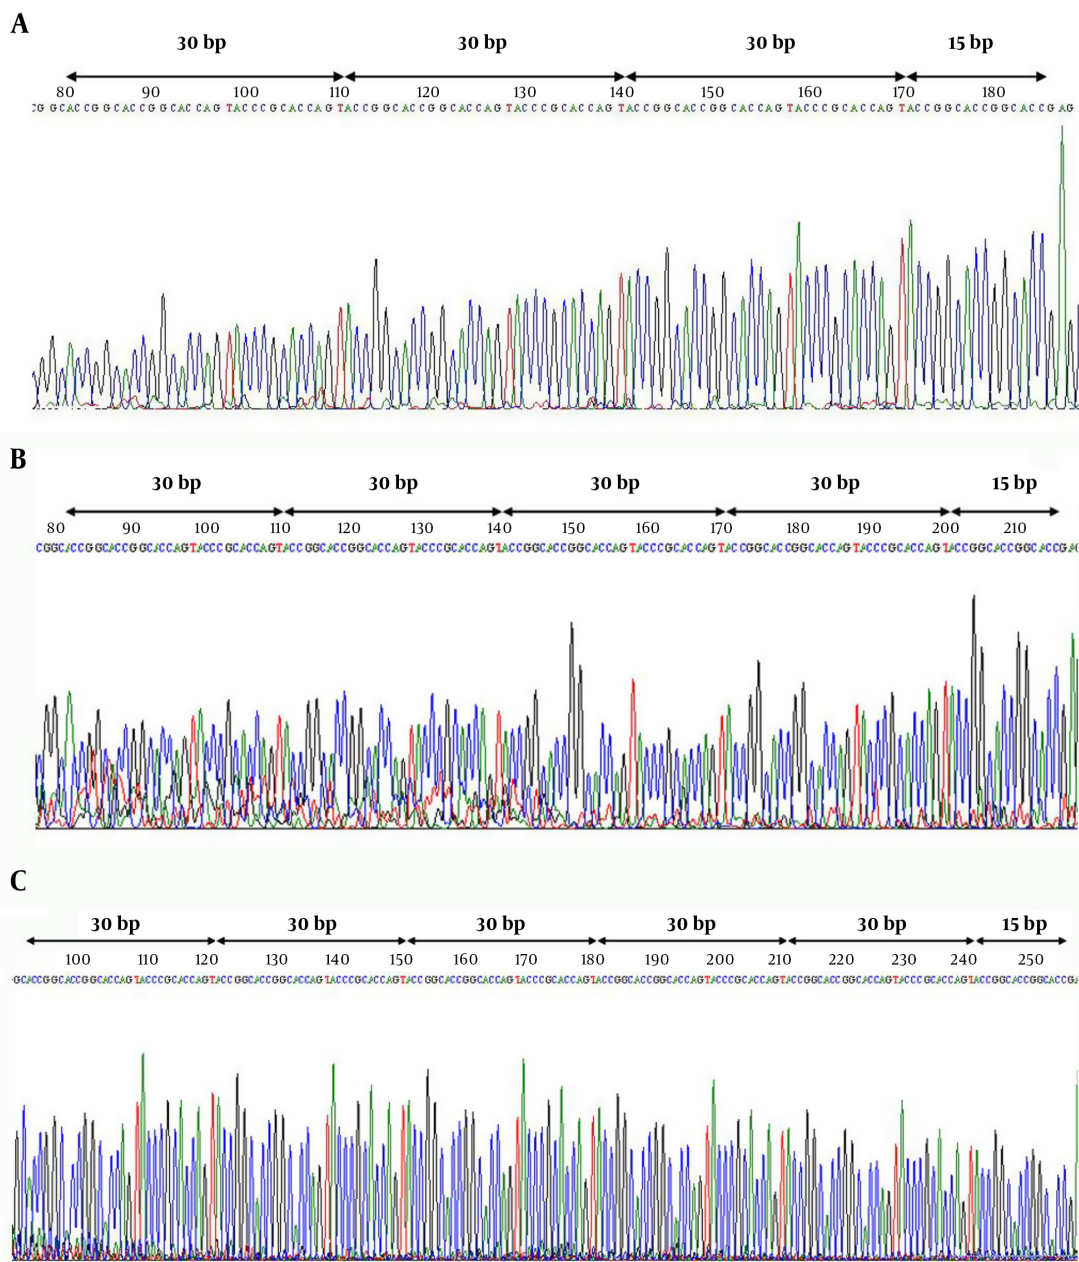 A
30 bp 30 bp 30 bp 15 bp
80 90 100 110 120 130 140 150 160 170 180
CGGCACCGGCACCGGCACCAGTACCCGCACCAGTACCGGCACCGGCACCAGTACCCGCACCAGTACCGGCACCGGCACCAGTACCCGCACCAGTACCGGCACCGGCACCGAG
B
30 bp 30 bp 30 bp 30 bp 15 bp
80 90 100 110 120 130 140 150 160 170 180 190 200 210
CGGCACCGGCACCGGCACCAGTACCCGCACCAGTACCGGCACCGGCACCAGTACCCGCACCAGTACCGGCACCGGCACCAGTACCCGCACCAGTACCGGCACCGGCACCAGTACCCGCACCAGTACCGGCACCGGCACCGAG
C
30 bp 30 bp 30 bp 30 bp 30 bp 15 bp
100 110 120 130 140 150 160 170 180 190 200 210 220 230 240 250
GCACCGGCACCGGCACCAGTACCCGCACCAGTACCGGCACCGGCACCAGTACCCGCACCAGTACCGGCACCGGCACCAGTACCCGCACCAGTACCGGCACCGGCACCAGTACCCGCACCAGTACCGGCACCGGCACCAGTACCCGCACCAGTACCGGCACCGGCACCGA